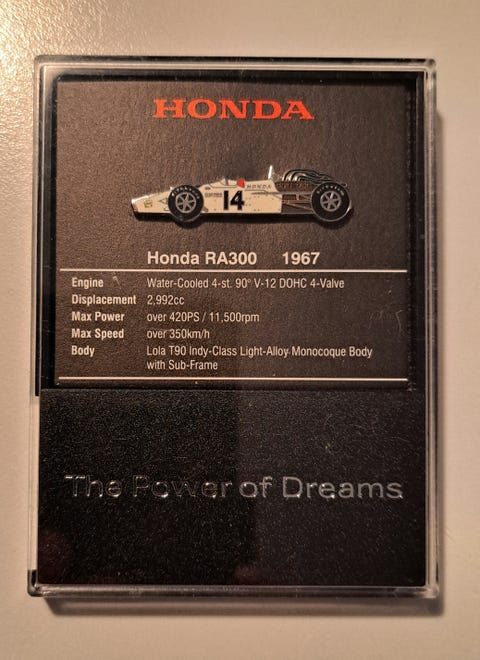 HONDA
HONDA
14
Honda RA300 1967
Engine Water-Cooled 4-st. 90° V-12 DOHC 4-Valve
Displacement 2,992cc
Max Power over 420PS / 11,500rpm
Max Speed over 350km/h
Body Lola T90 Indy-Class Light-Alloy Monocoque Body
with Sub-Frame
The Power of Dreams